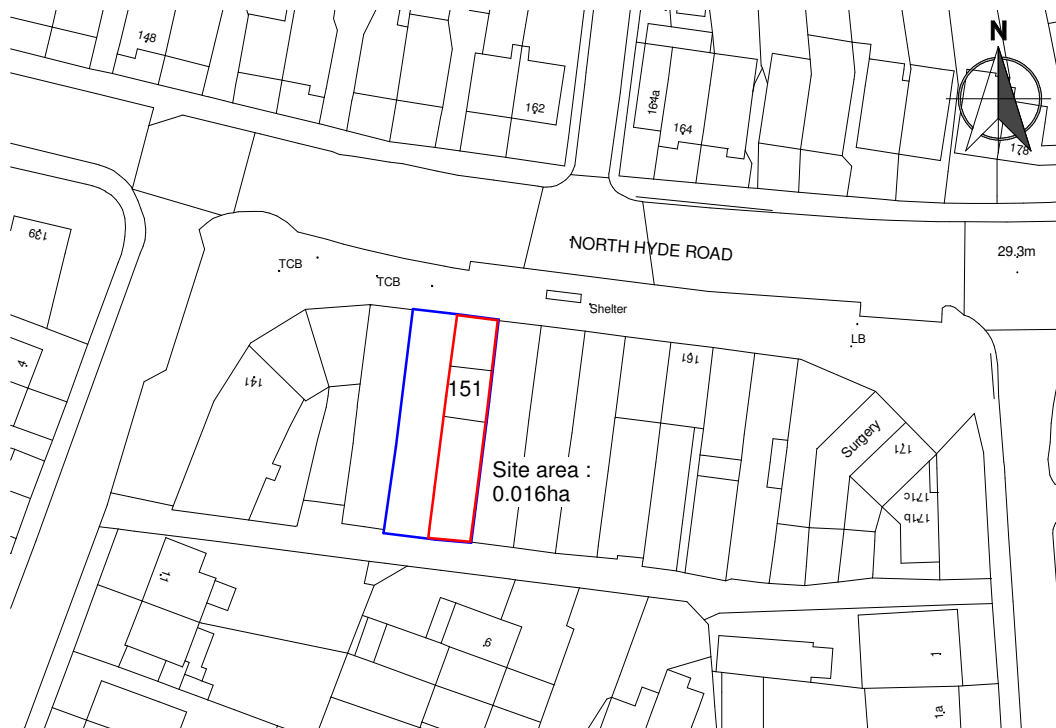 N
148
162
164a
164
178
139
NORTH HYDE ROAD
29.3m
TCB
TCB
Shelter
LB
4
141
151
161
Surgery
171
171c
171b
Site area :
0.016ha
11
9
1
1a